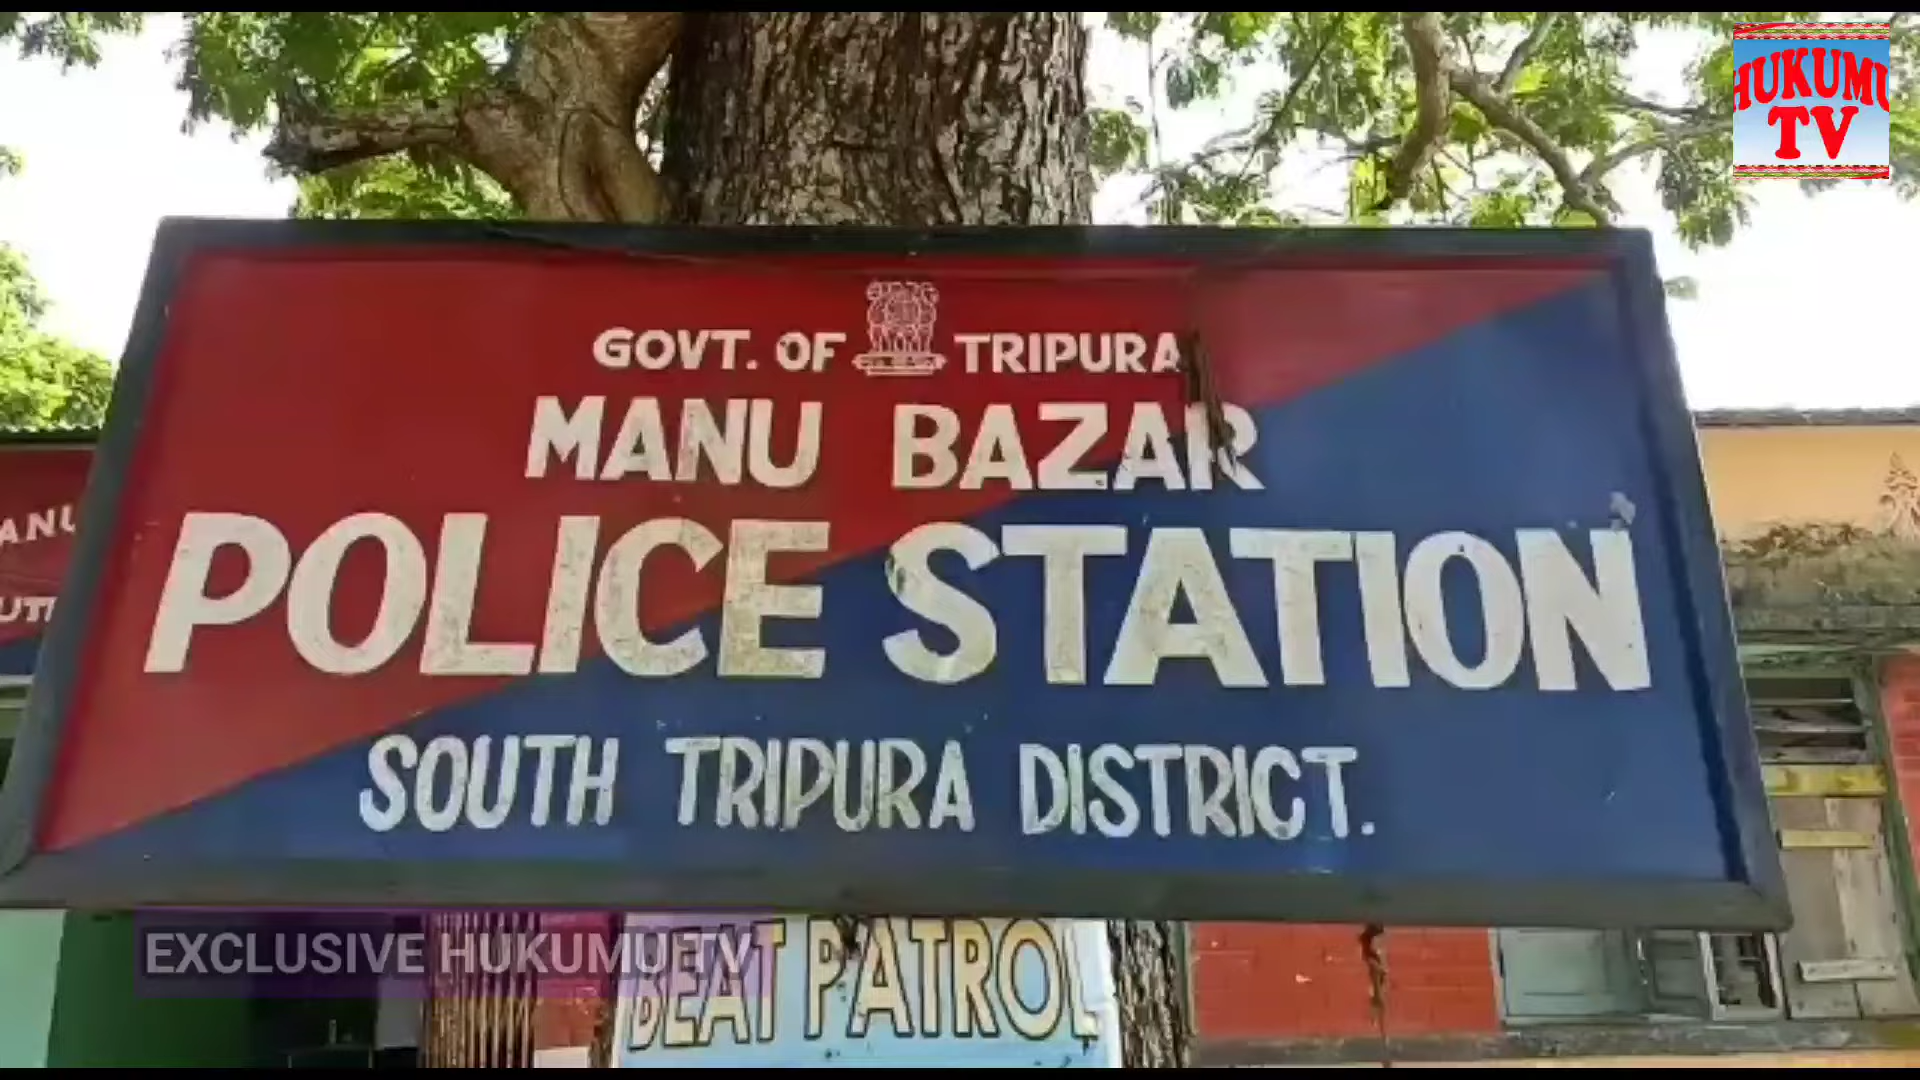 HUKUMU
TV
GOVT. OF TRIPURA
MANU BAZAR
POLICE STATION
SOUTH TRIPURA DISTRICT.
EXCLUSIVE HUKUMU TV
BEAT PATROL